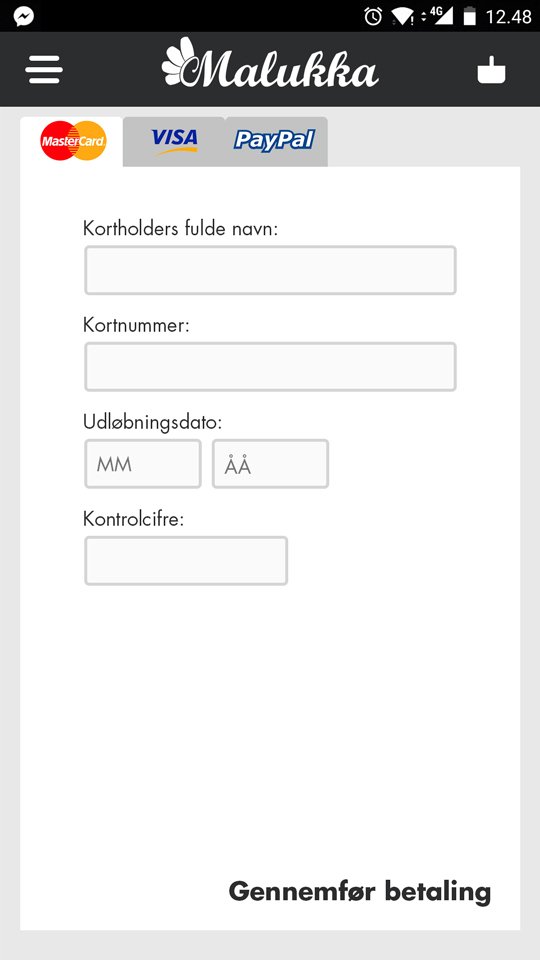 4G 12.48
Malukka
MasterCard VISA PayPal
Kortholders fulde navn:
Kortnummer:
Udløbningsdato:
MM ÅÅ
Kontrolcifre:
Gennemfør betaling